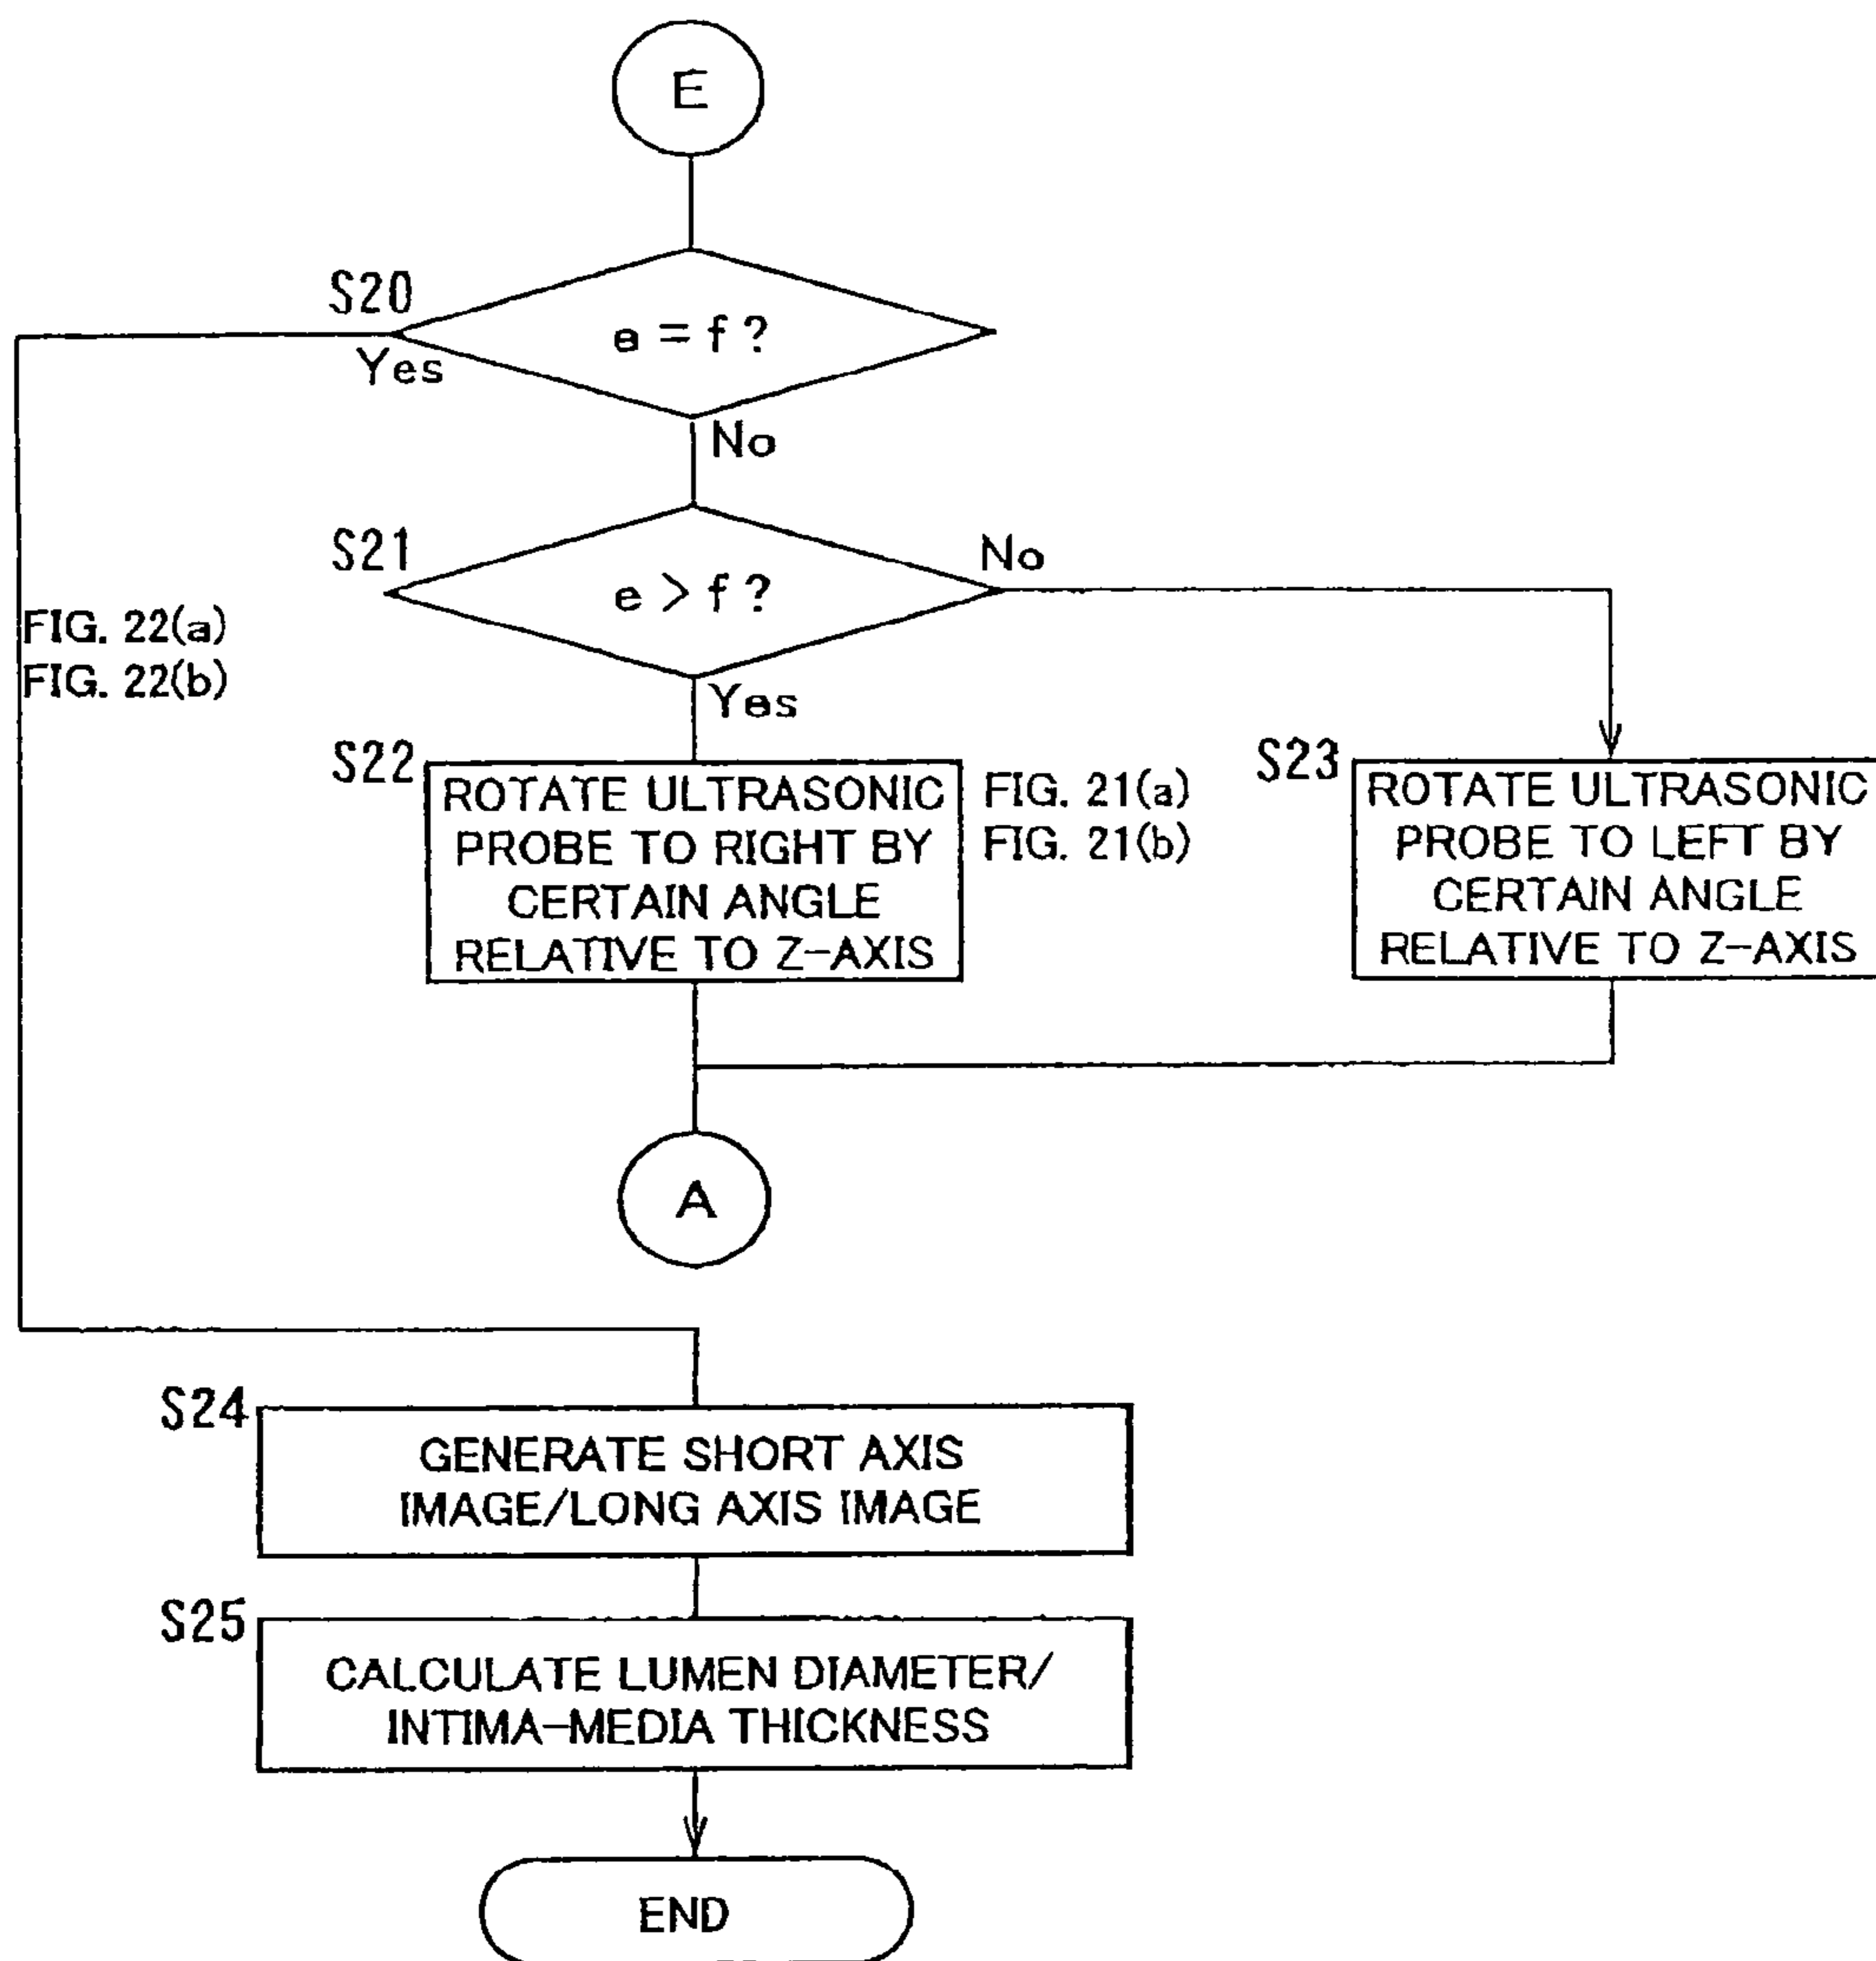 E
S20
e = f ?
Yes
No
S21
e > f ?
No
FIG. 22(a)
FIG. 22(b)
Yes
S22
ROTATE ULTRASONIC
PROBE TO RIGHT BY
CERTAIN ANGLE
RELATIVE TO Z-AXIS
FIG. 21(a)
FIG. 21(b)
S23
ROTATE ULTRASONIC
PROBE TO LEFT BY
CERTAIN ANGLE
RELATIVE TO Z-AXIS
A
S24
GENERATE SHORT AXIS
IMAGE/LONG AXIS IMAGE
S25
CALCULATE LUMEN DIAMETER/
INTIMA-MEDIA THICKNESS
END